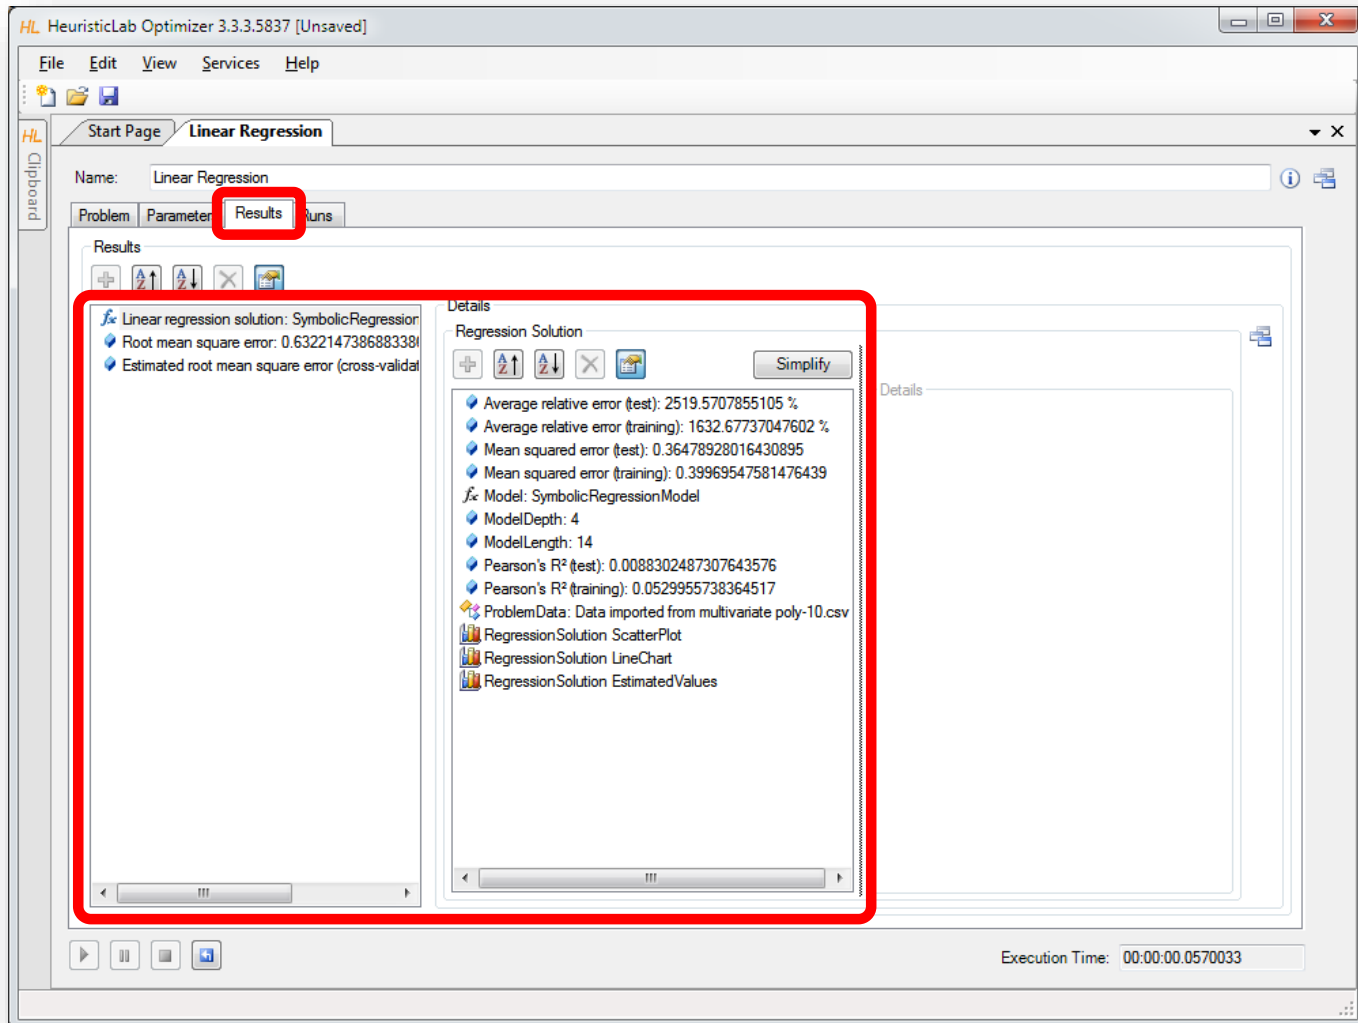 HL HeuristicLab Optimizer 3.3.3.5837 [Unsaved]
File Edit View Services Help
HL Clipboard
Start Page Linear Regression
Name: Linear Regression
Problem Parameter Results Runs
Results
Linear regression solution: SymbolicRegression
Root mean square error: 0.632214738688338
Estimated root mean square error (cross-validat
Details
Regression Solution
Simplify
Average relative error (test): 2519.5707855105 %
Average relative error (training): 1632.67737047602 %
Mean squared error (test): 0.36478928016430895
Mean squared error (training): 0.39969547581476439
Model: SymbolicRegressionModel
ModelDepth: 4
ModelLength: 14
Pearson's R² (test): 0.0088302487307643576
Pearson's R² (training): 0.0529955738364517
ProblemData: Data imported from multivariate poly-10.csv
RegressionSolution ScatterPlot
RegressionSolution LineChart
RegressionSolution EstimatedValues
Details
Execution Time: 00:00:00.0570033